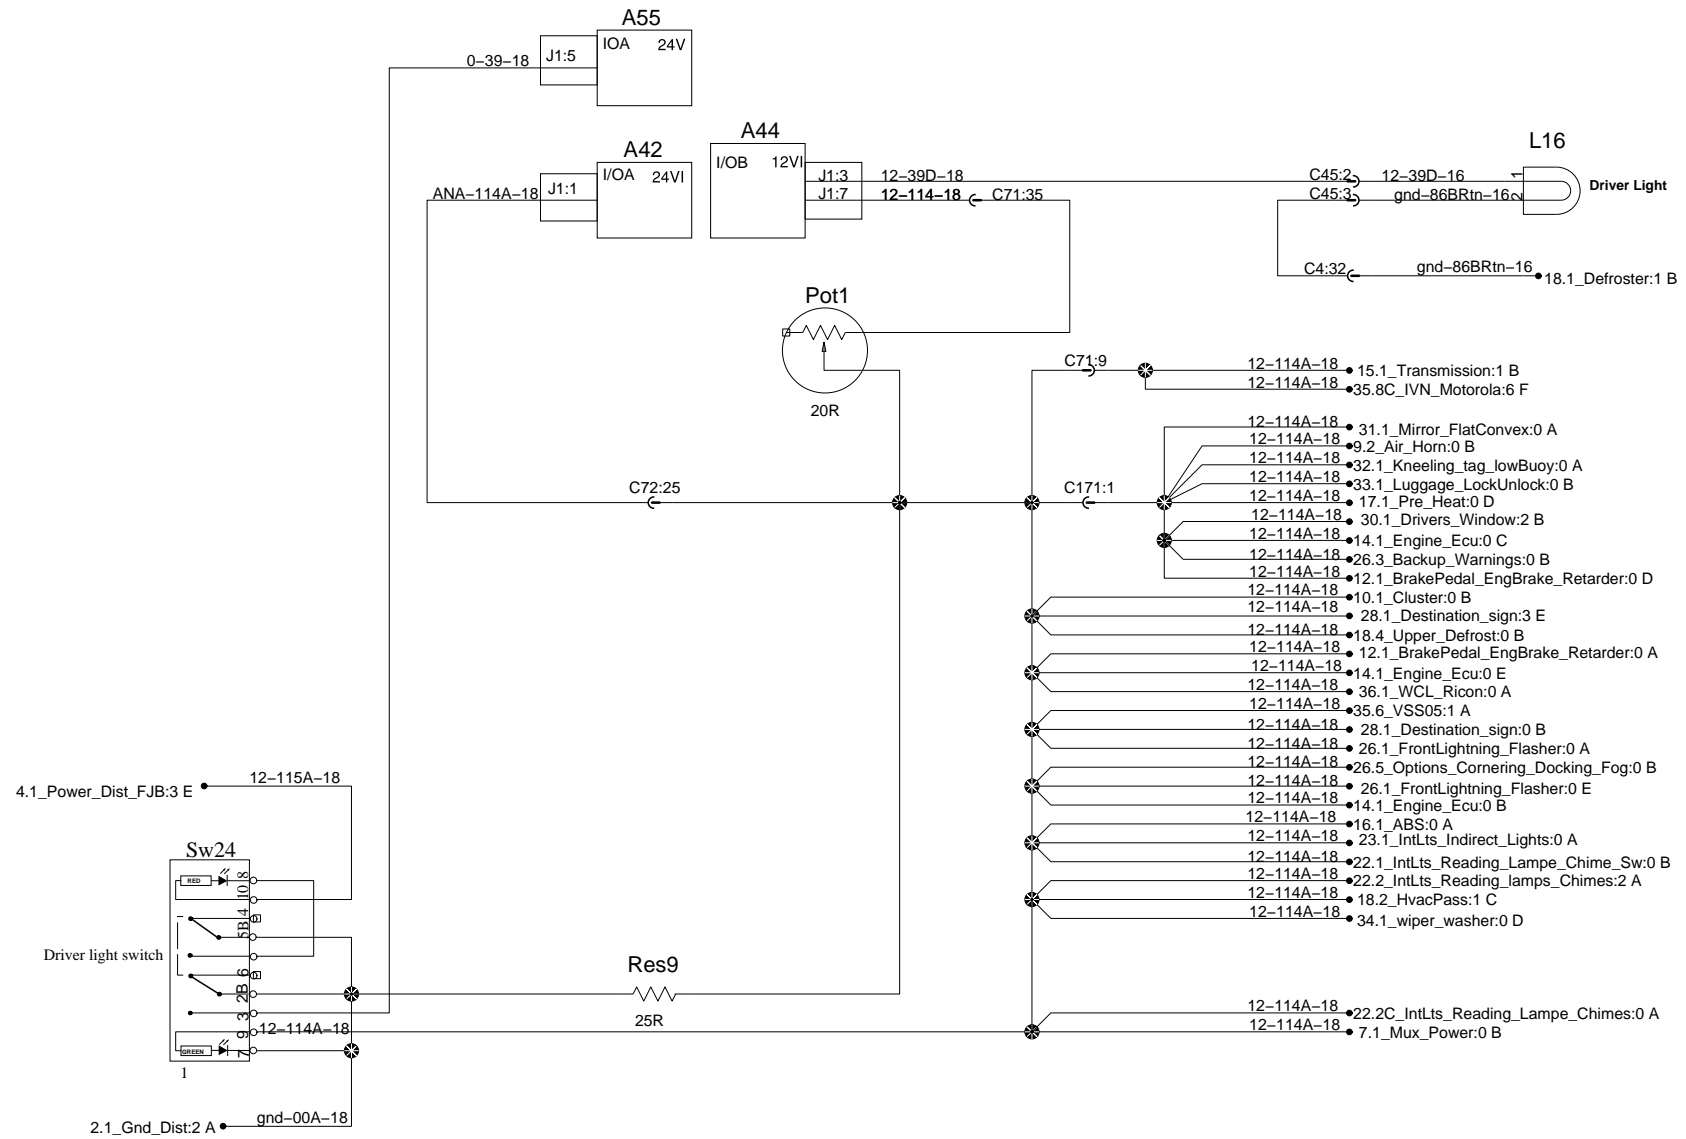 A55
IOA 24V
J1:5
0-39-18
A42
I/OA 24VI
J1:1
ANA-114A-18
A44
I/OB 12VI
J1:3
J1:7
12-39D-18
12-114-18
C71:35
C45:2
12-39D-16
C45:3
gnd-86BRtn-16
1
2
L16
Driver Light
C4:32
gnd-86BRtn-16
18.1_Defroster:1 B
Pot1
20R
C71:9
12-114A-18 15.1_Transmission:1 B
12-114A-18 35.8C_IVN_Motorola:6 F
C72:25
C171:1
12-114A-18 31.1_Mirror_FlatConvex:0 A
12-114A-18 9.2_Air_Horn:0 B
12-114A-18 32.1_Kneeling_tag_lowBuoy:0 A
12-114A-18 33.1_Luggage_LockUnlock:0 B
12-114A-18 17.1_Pre_Heat:0 D
12-114A-18 30.1_Drivers_Window:2 B
12-114A-18 14.1_Engine_Ecu:0 C
12-114A-18 26.3_Backup_Warnings:0 B
12-114A-18 12.1_BrakePedal_EngBrake_Retarder:0 D
12-114A-18 10.1_Cluster:0 B
12-114A-18 28.1_Destination_sign:3 E
12-114A-18 18.4_Upper_Defrost:0 B
12-114A-18 12.1_BrakePedal_EngBrake_Retarder:0 A
12-114A-18 14.1_Engine_Ecu:0 E
12-114A-18 36.1_WCL_Ricon:0 A
12-114A-18 35.6_VSS05:1 A
12-114A-18 28.1_Destination_sign:0 B
12-114A-18 26.1_FrontLightning_Flasher:0 A
12-114A-18 26.5_Options_Cornering_Docking_Fog:0 B
12-114A-18 26.1_FrontLightning_Flasher:0 E
12-114A-18 14.1_Engine_Ecu:0 B
12-114A-18 16.1_ABS:0 A
12-114A-18 23.1_IntLts_Indirect_Lights:0 A
12-114A-18 22.1_IntLts_Reading_Lampe_Chime_Sw:0 B
12-114A-18 22.2_IntLts_Reading_lamps_Chimes:2 A
12-114A-18 18.2_HvacPass:1 C
12-114A-18 34.1_wiper_washer:0 D
12-114A-18 22.2C_IntLts_Reading_Lampe_Chimes:0 A
12-114A-18 7.1_Mux_Power:0 B
12-115A-18
4.1_Power_Dist_FJB:3 E
Sw24
RED
8
10
4
5B
6
2B
3
9
7
GREEN
1
Driver light switch
12-114A-18
Res9
25R
gnd-00A-18
2.1_Gnd_Dist:2 A